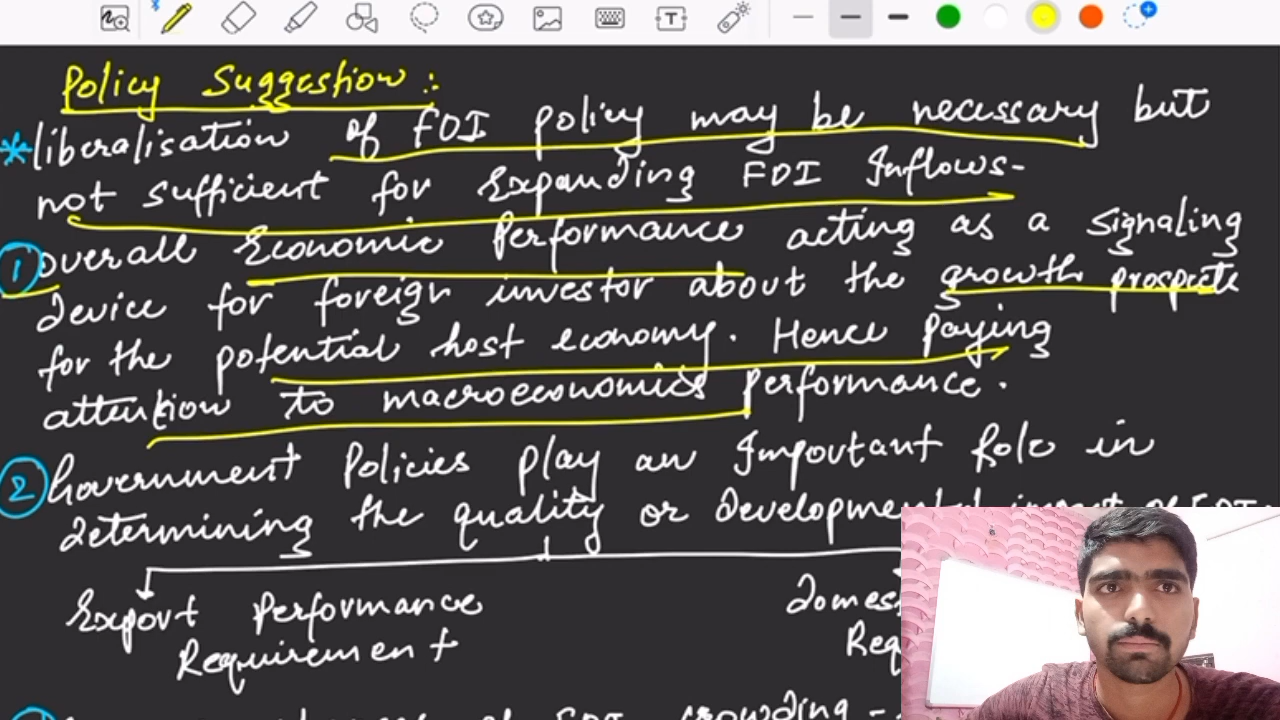 Policy Suggestion :
* liberalisation of FDI policy may be necessary but
not sufficient for Expanding FDI Inflows-
1 overall Economic Performance acting as a signaling
device for foreign investor about the growth prospects
for the potential host economy. Hence Paying
attention to macroeconomics performance.
2 Government Policies play an Important Role in
Determining the quality or Developmental impact of FDI
Export Performance
Requirement
T